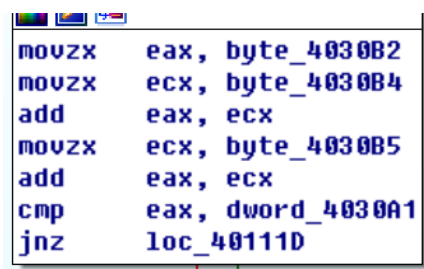 movzx eax, byte_4030B2
movzx ecx, byte_4030B4
add eax, ecx
movzx ecx, byte_4030B5
add eax, ecx
cmp eax, dword_4030A1
jnz loc_40111D